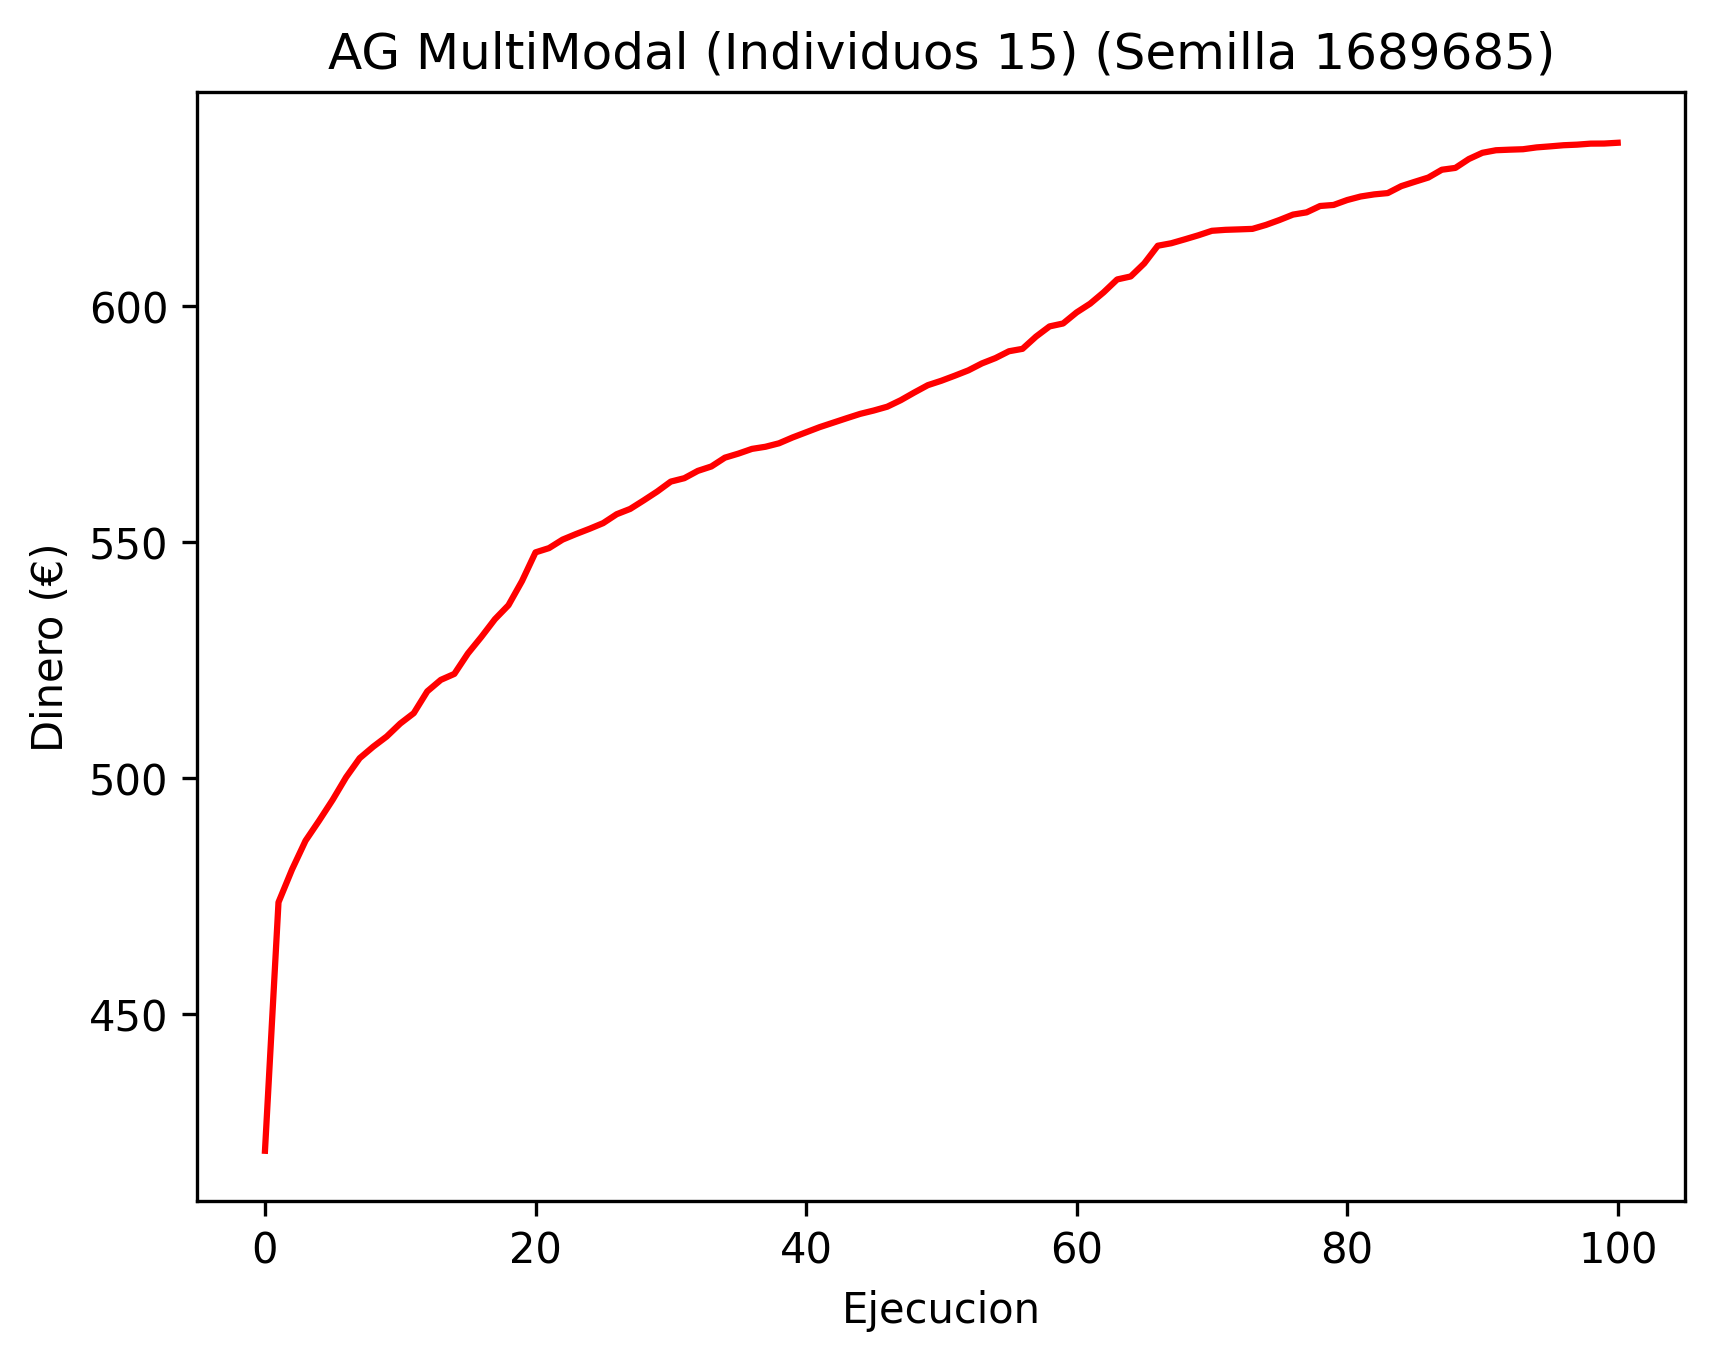 AG MultiModal (Individuos 15) (Semilla 1689685)
Dinero (€)
600
550
500
450
0 20 40 60 80 100
Ejecucion